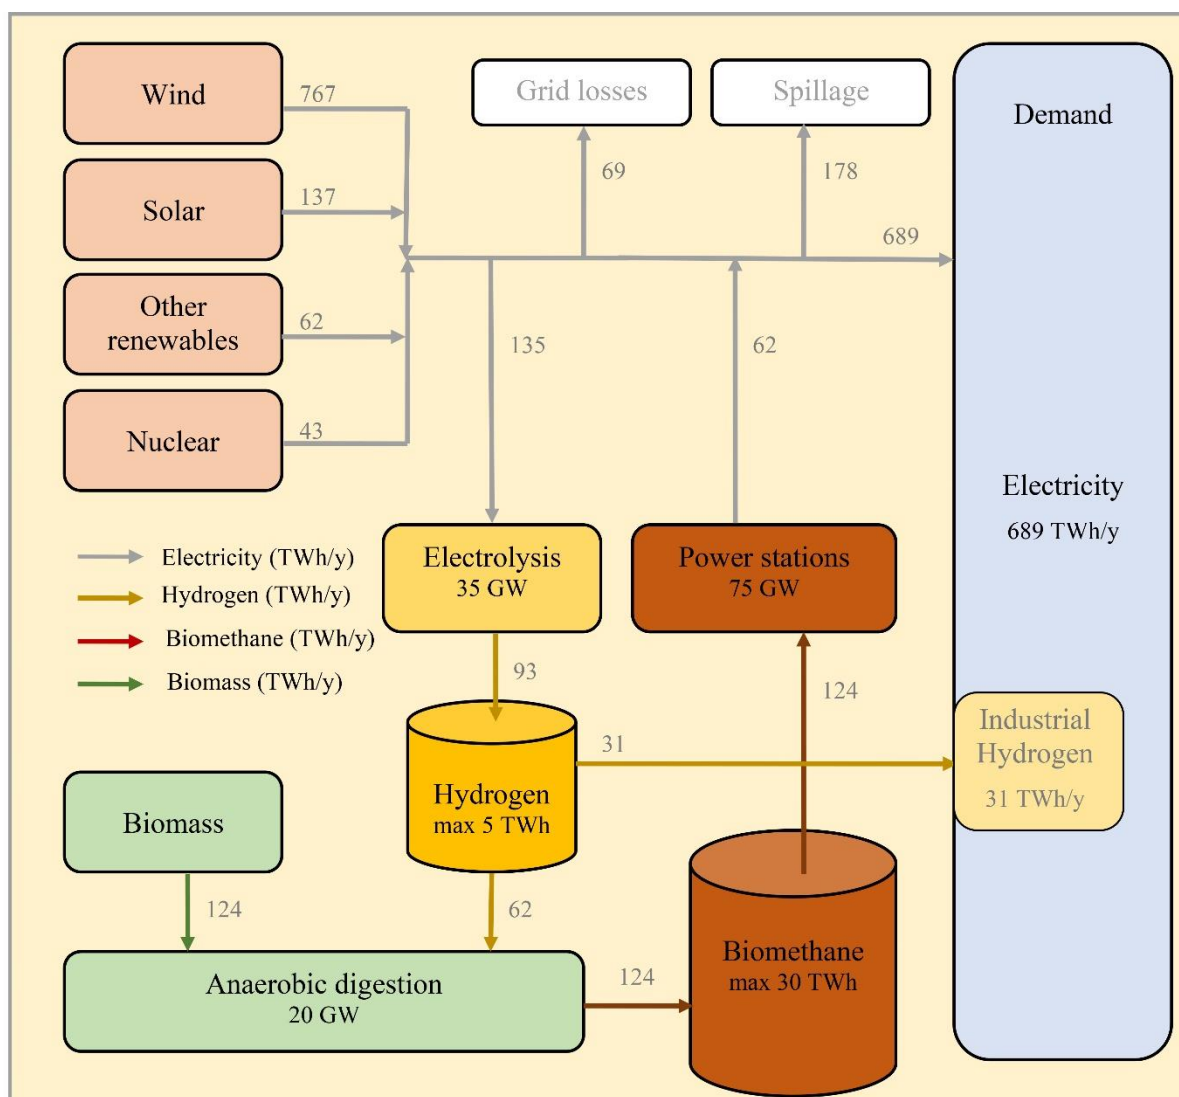 Wind
767
Grid losses
Spillage
Demand
69
178
Solar
137
689
Other
renewables
62
135
62
Nuclear
43
Electricity
689 TWh/y
Electricity (TWh/y)
Hydrogen (TWh/y)
Biomethane (TWh/y)
Biomass (TWh/y)
Electrolysis
35 GW
Power stations
75 GW
93
124
31
Industrial
Hydrogen
31 TWh/y
Hydrogen
max 5 TWh
Biomass
124
62
Anaerobic digestion
20 GW
124
Biomethane
max 30 TWh